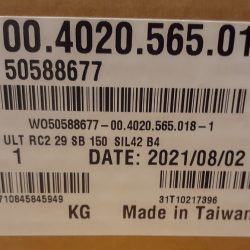 00.4020.565.01
50588677
WO50588677-00.4020.565.018-1
ULT RC2 29 SB 150 SIL42 B4
1 DATE: 2021/08/02
710845845949
31T10217396
KG Made in Taiwan